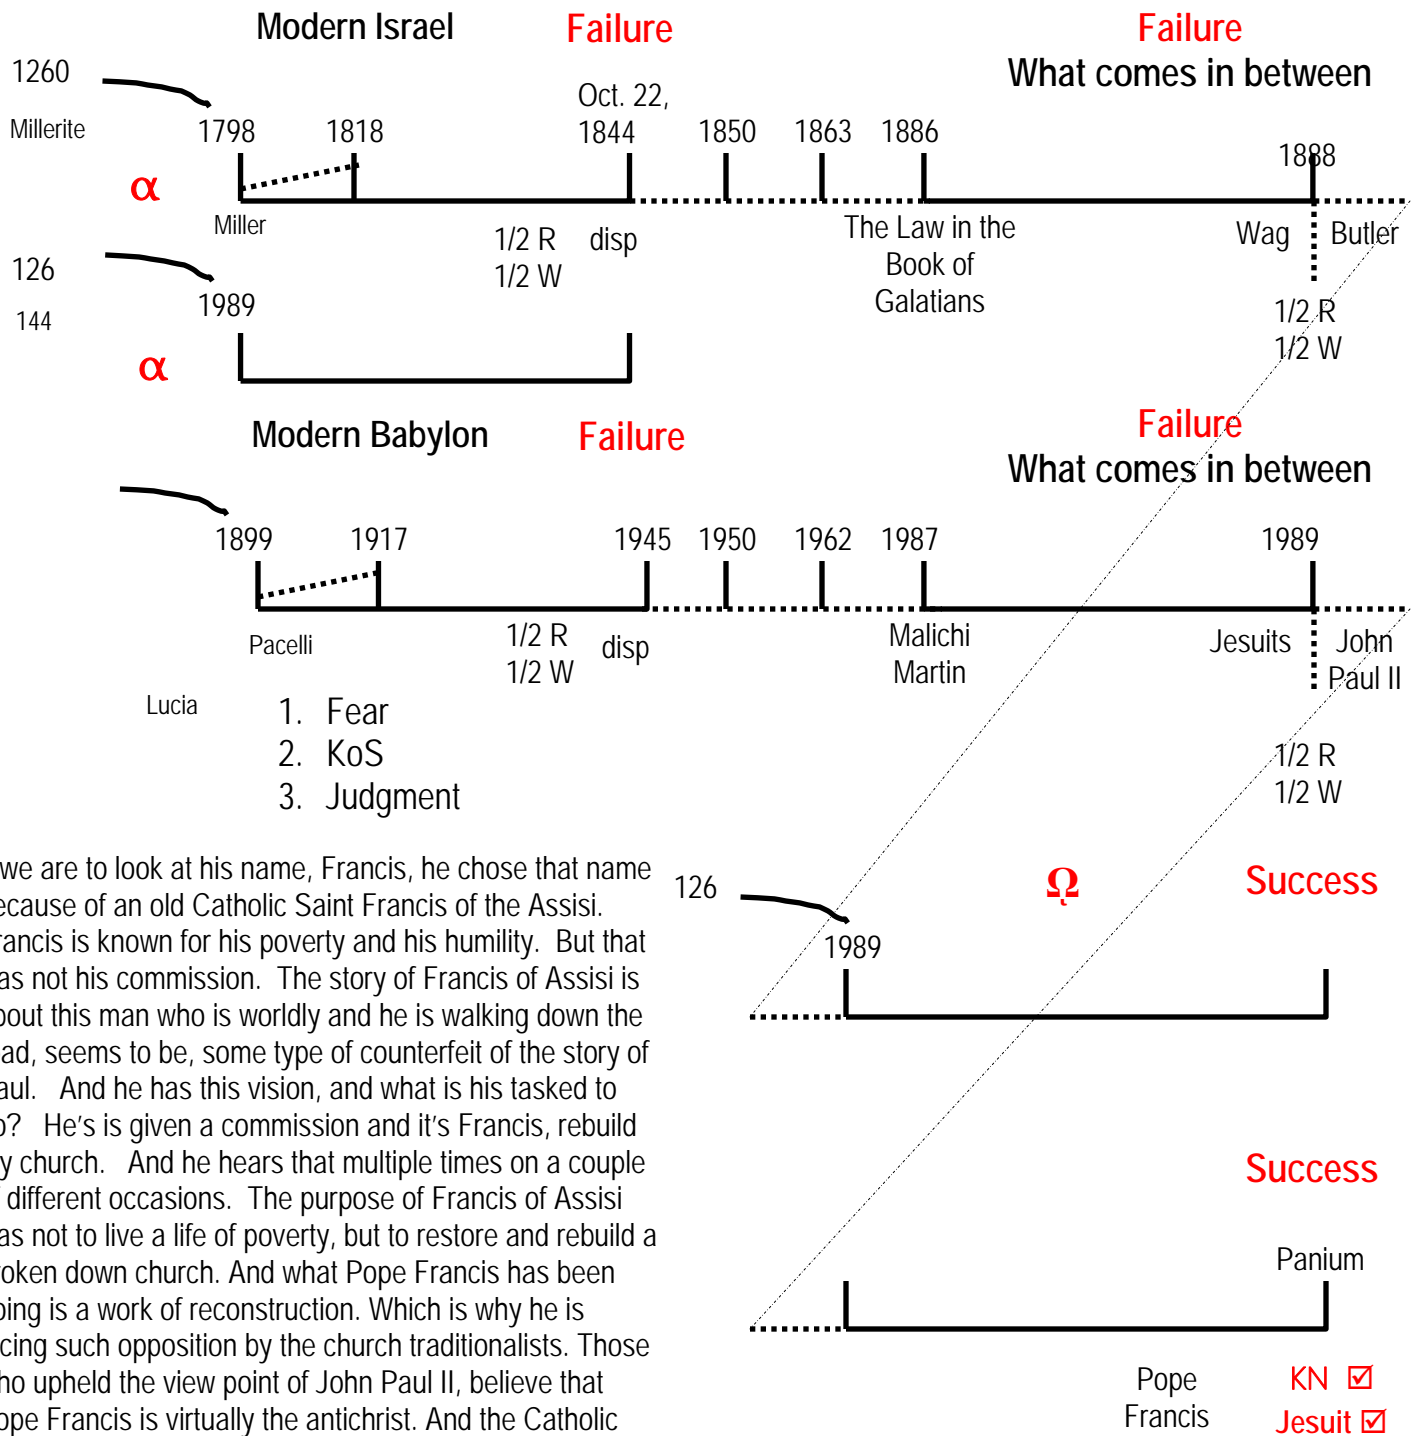 Modern Israel Failure Failure
What comes in between
1260
Oct. 22,
Millerite 1798 1818 1844 1850 1863 1886 1888
α
Miller 1/2 R disp The Law in the Wag Butler
1/2 W Book of
Galatians
126
1989
144
1/2 R
1/2 W
α
Modern Babylon Failure Failure
What comes in between
1899 1917 1945 1950 1962 1987 1989
Pacelli 1/2 R disp Malichi Jesuits John
1/2 W Martin Paul II
Lucia
1. Fear
2. KoS
3. Judgment
1/2 R
1/2 W
we are to look at his name, Francis, he chose that name
ecause of an old Catholic Saint Francis of the Assisi.
rancis is known for his poverty and his humility. But that
as not his commission. The story of Francis of Assisi is
bout this man who is worldly and he is walking down the
ad, seems to be, some type of counterfeit of the story of
aul. And he has this vision, and what is his tasked to
o? He's is given a commission and it's Francis, rebuild
y church. And he hears that multiple times on a couple
f different occasions. The purpose of Francis of Assisi
as not to live a life of poverty, but to restore and rebuild a
roken down church. And what Pope Francis has been
oing is a work of reconstruction. Which is why he is
cing such opposition by the church traditionalists. Those
ho upheld the view point of John Paul II, believe that
ope Francis is virtually the antichrist. And the Catholic
126 Ω Success
1989
Success
Panium
Pope KN ☑
Francis Jesuit ☑